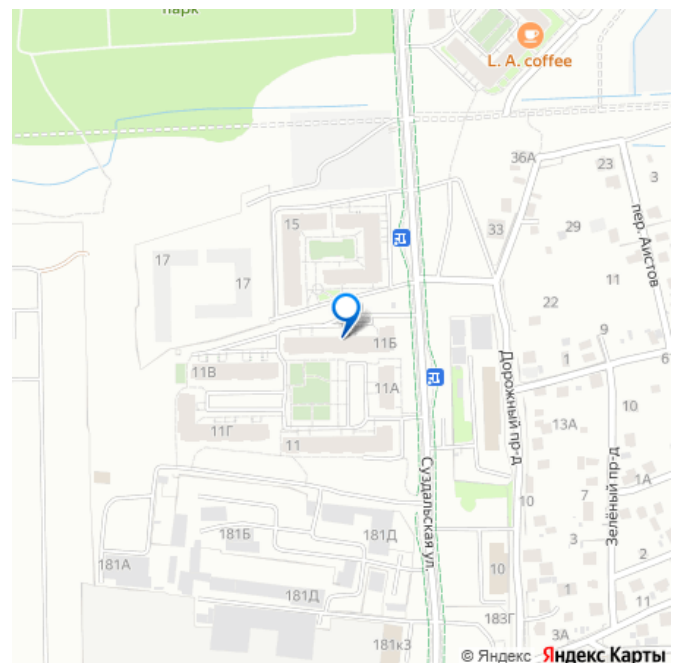 парк
L. A. coffee
36А
23
3
пер. Аистов
15
33
29
17
17
11
22
9
6
11Б
1
11В
11А
Дорожный пр-д
10
13А
11Г
11
Суздальская ул.
Зелёный пр-д
1А
10
7
181Б
181Д
3
2
181А
10
1
181Д
11
183Г
3А
181к3
© Яндекс Яндекс Карты